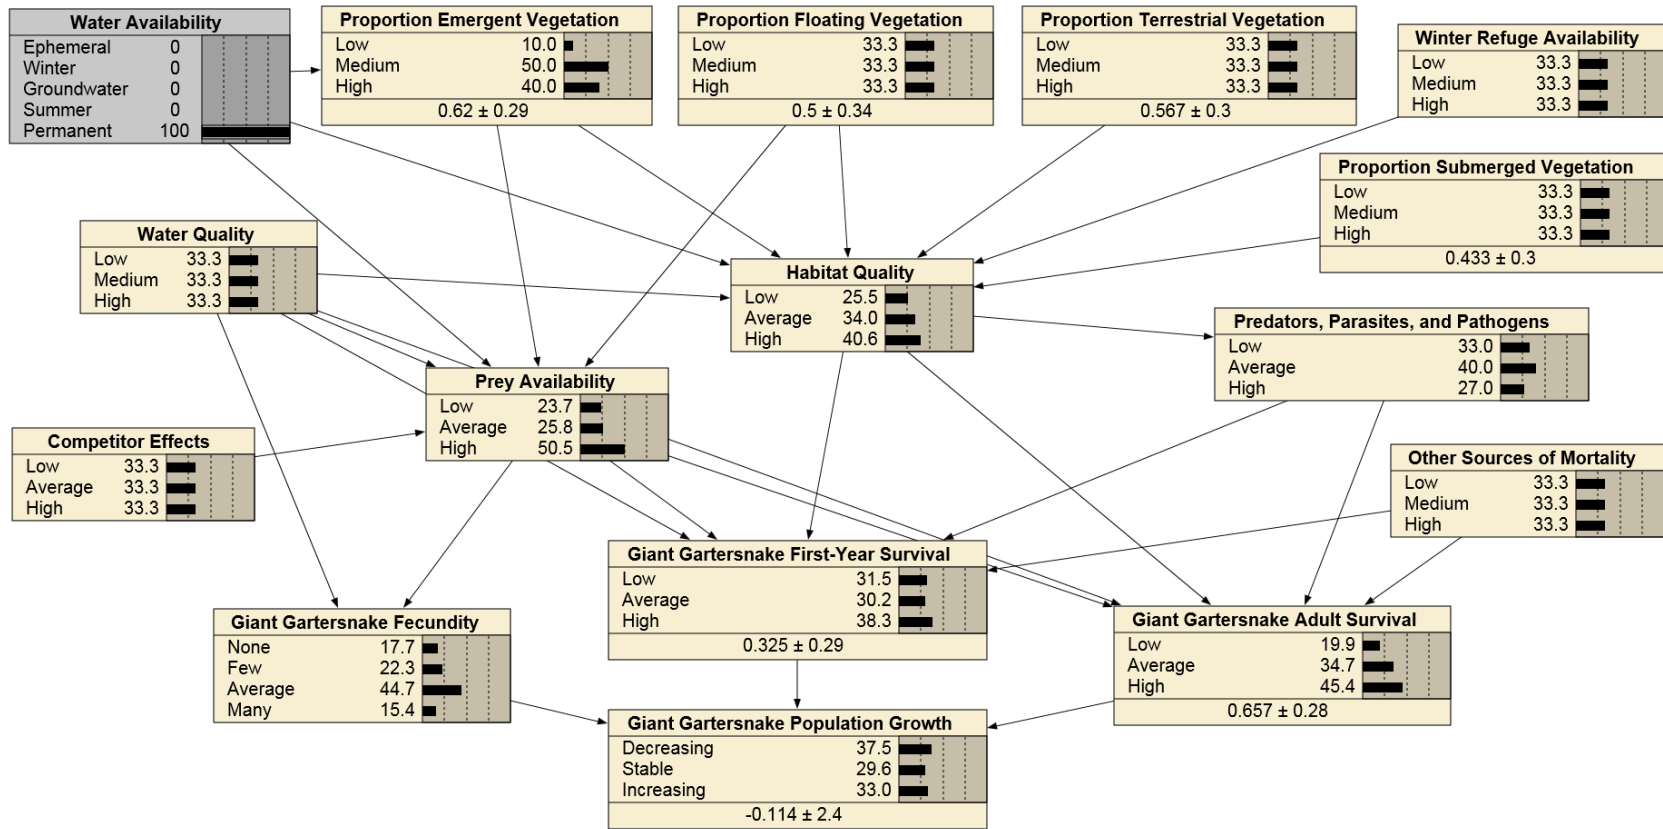 Water Availability
Ephemeral 0
Winter 0
Groundwater 0
Summer 0
Permanent 100
Proportion Emergent Vegetation
Low 10.0
Medium 50.0
High 40.0
0.62 ± 0.29
Proportion Floating Vegetation
Low 33.3
Medium 33.3
High 33.3
0.5 ± 0.34
Proportion Terrestrial Vegetation
Low 33.3
Medium 33.3
High 33.3
0.567 ± 0.3
Winter Refuge Availability
Low 33.3
Medium 33.3
High 33.3
Proportion Submerged Vegetation
Low 33.3
Medium 33.3
High 33.3
0.433 ± 0.3
Water Quality
Low 33.3
Medium 33.3
High 33.3
Habitat Quality
Low 25.5
Average 34.0
High 40.6
Predators, Parasites, and Pathogens
Low 33.0
Average 40.0
High 27.0
Prey Availability
Low 23.7
Average 25.8
High 50.5
Competitor Effects
Low 33.3
Average 33.3
High 33.3
Other Sources of Mortality
Low 33.3
Medium 33.3
High 33.3
Giant Gartersnake First-Year Survival
Low 31.5
Average 30.2
High 38.3
0.325 ± 0.29
Giant Gartersnake Fecundity
None 17.7
Few 22.3
Average 44.7
Many 15.4
Giant Gartersnake Adult Survival
Low 19.9
Average 34.7
High 45.4
0.657 ± 0.28
Giant Gartersnake Population Growth
Decreasing 37.5
Stable 29.6
Increasing 33.0
-0.114 ± 2.4